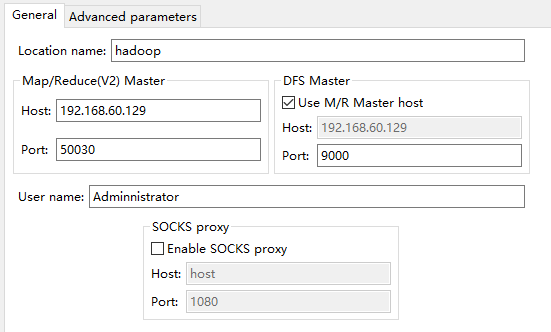 General Advanced parameters
Location name: hadoop
Map/Reduce(V2) Master
Host: 192.168.60.129
Port: 50030
DFS Master
Use M/R Master host
Host: 192.168.60.129
Port: 9000
User name: Adminnistrator
SOCKS proxy
Enable SOCKS proxy
Host: host
Port: 1080